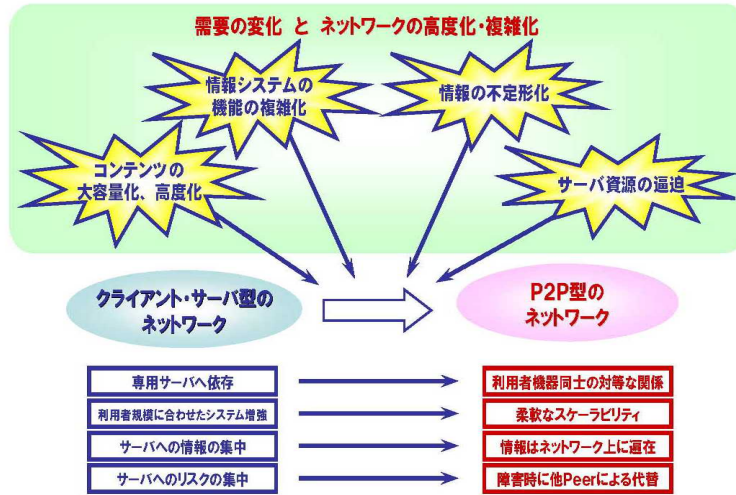 需要の変化 と ネットワークの高度化・複雑化
情報システムの
機能の複雑化
情報の不定形化
コンテンツの
大容量化、高度化
サーバ資源の逼迫
クライアント・サーバ型の
ネットワーク
P2P型の
ネットワーク
専用サーバへ依存
利用者機器同士の対等な関係
利用者規模に合わせたシステム増強
柔軟なスケーラビリティ
サーバへの情報の集中
情報はネットワーク上に遍在
サーバへのリスクの集中
障害時に他Peerによる代替